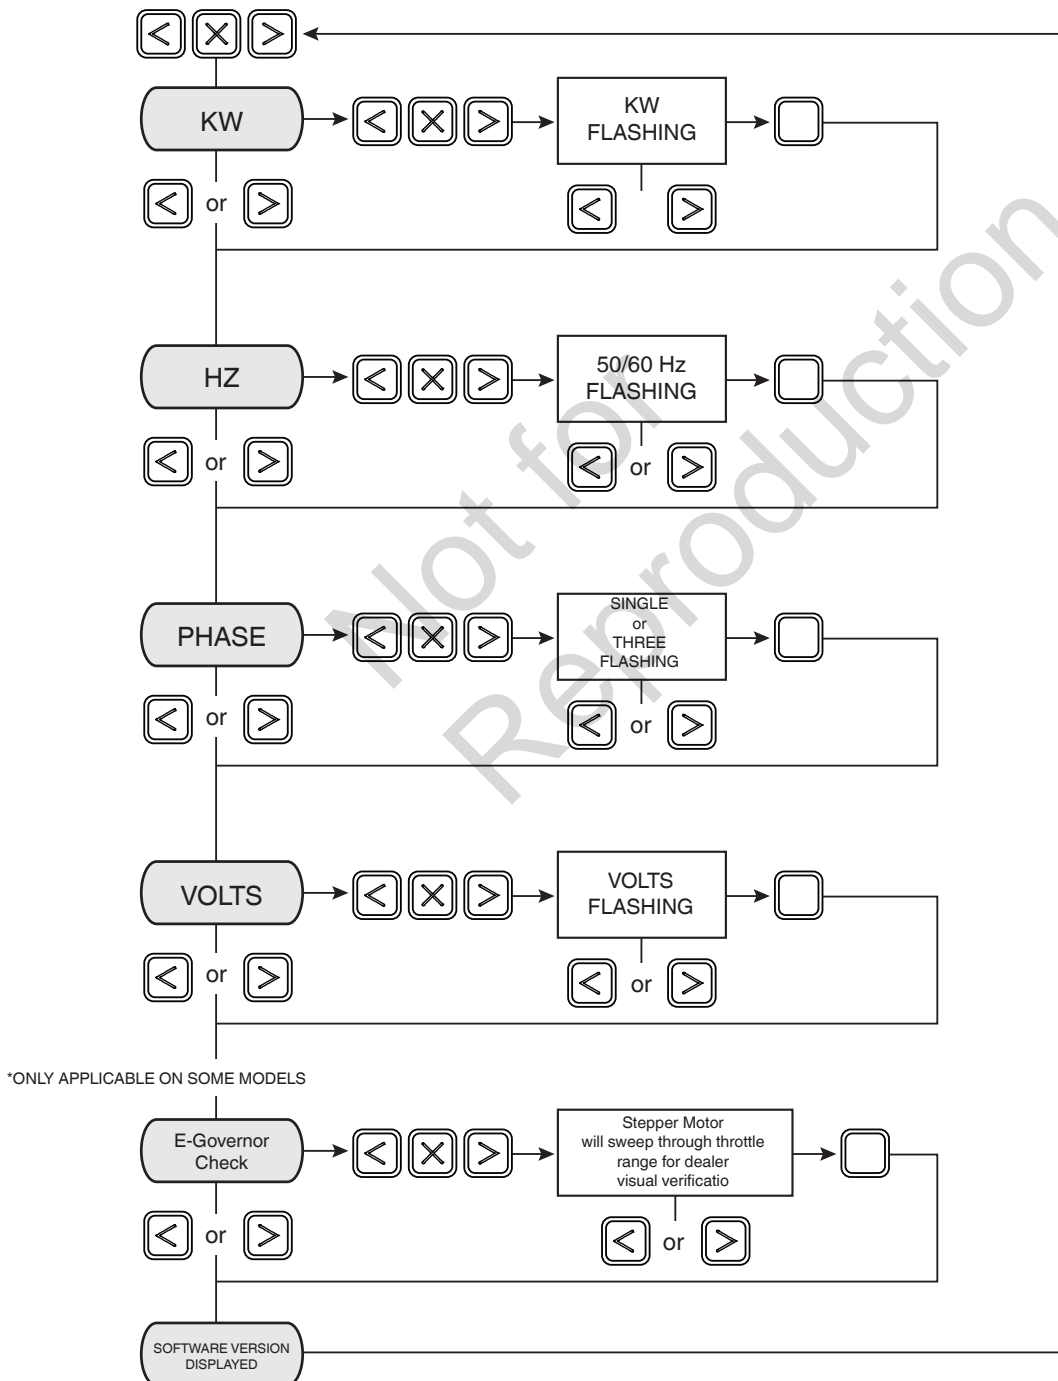 KW
KW
FLASHING
or
HZ
50/60 Hz
FLASHING
or
or
PHASE
SINGLE
or
THREE
FLASHING
or
or
VOLTS
VOLTS
FLASHING
or
or
*ONLY APPLICABLE ON SOME MODELS
E-Governor
Check
Stepper Motor
will sweep through throttle
range for dealer
visual verificatio
or
or
SOFTWARE VERSION
DISPLAYED
Not for
Reproduction